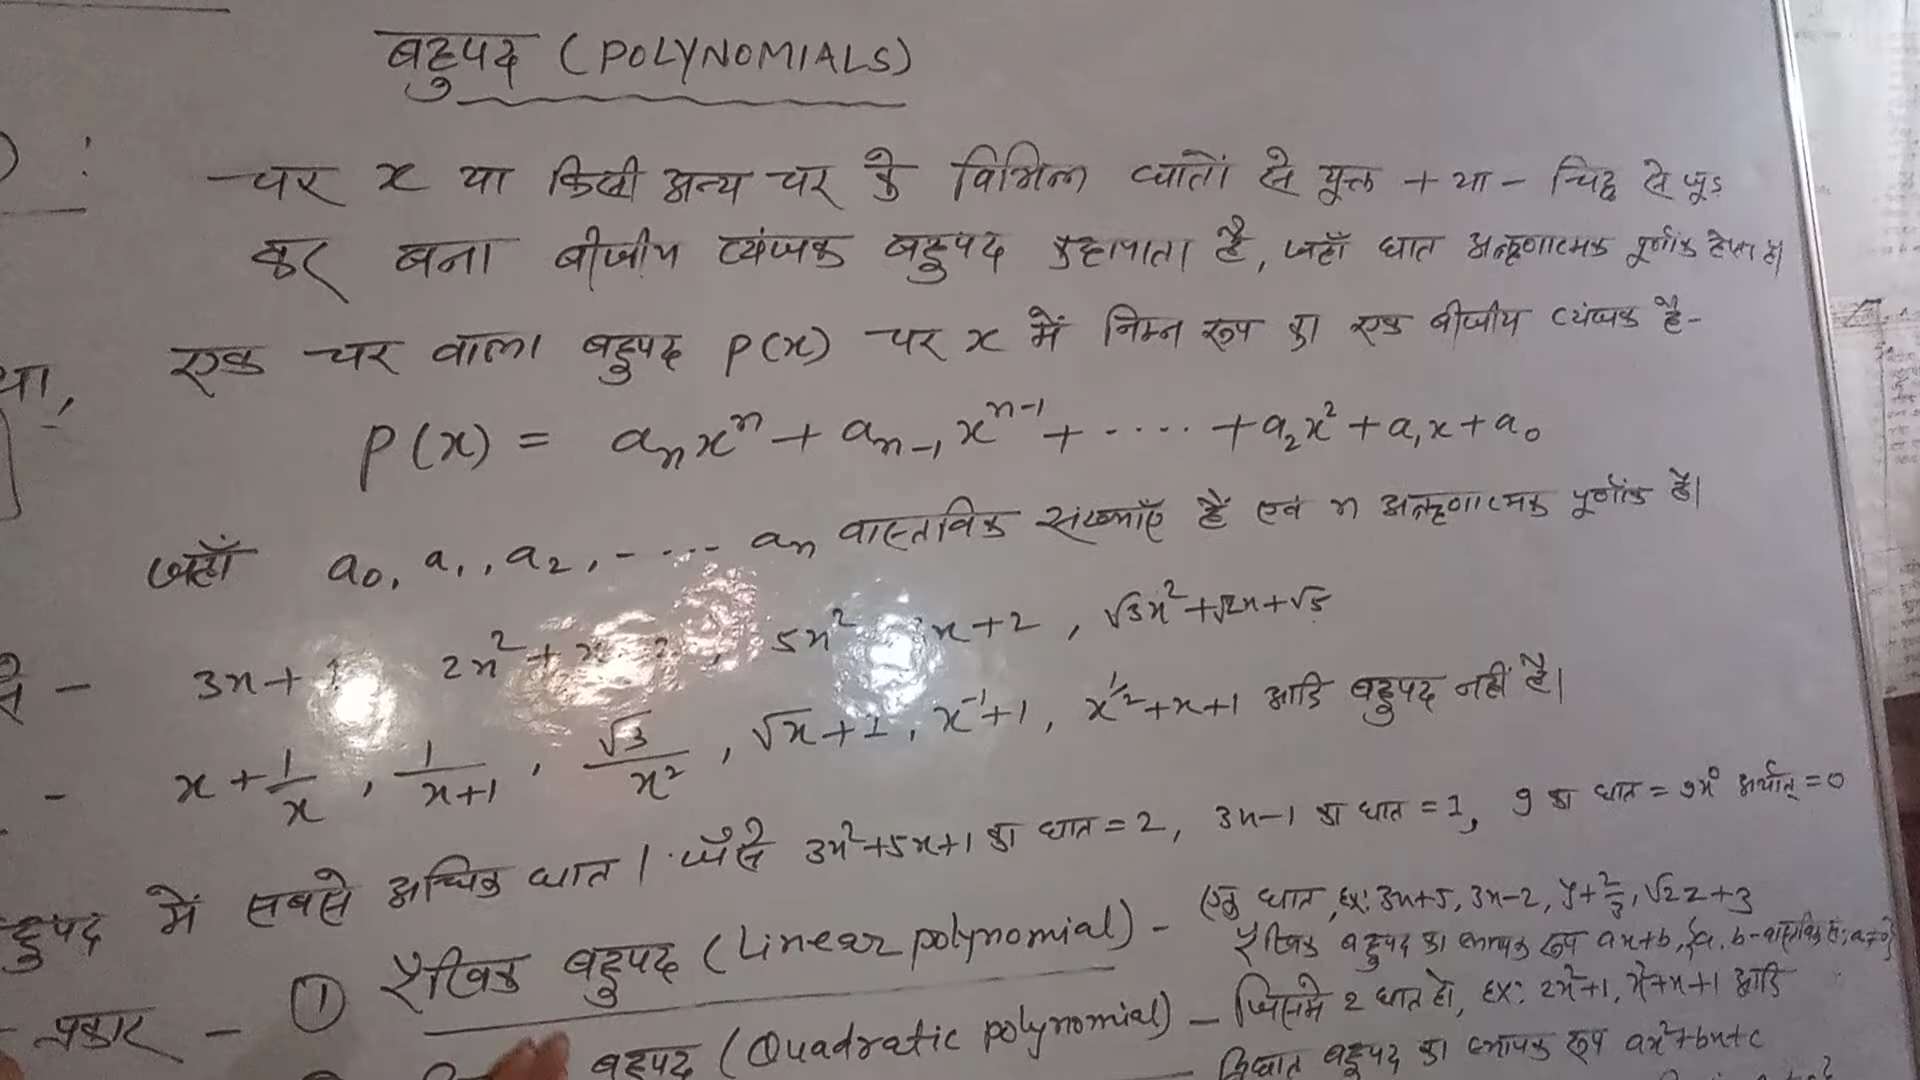 बहुपद (POLYNOMIALS)
:
चर x या किसी अन्य चर के विभिन्न घातों से युक्त + या - चिह्न से जुड़
कर बना बीजीय व्यंजक बहुपद कहलाता है, जहाँ घात अऋणात्मक पूर्णांक होता है।
एक चर वाला बहुपद P(x) चर x में निम्न रूप का एक बीजीय व्यंजक है-
P(x) = aₙxⁿ + aₙ₋₁xⁿ⁻¹ + ..... + a₂x² + a₁x + a₀
जहाँ a₀, a₁, a₂, - .... aₙ वास्तविक संख्याएँ हैं एवं n अऋणात्मक पूर्णांक है।
- 3x+ 2x²+x , 5x² x+2, √3x²+√2x+√5
- x + 1/x, 1/(x+1), √3/x², √x+1, x⁻¹+1, x^(1/2)+x+1 आदि बहुपद नहीं है।
में सबसे अधिक घात। जैसे 3x²+5x+1 का घात = 2, 3x-1 का घात = 1, 9 का घात = 9x⁰ अर्थात् = 0
प्रकार - ① रैखिक बहुपद (Linear polynomial) - एक घात, Ex: 3x+5, 3x-2, y+2/3, √2z+3
रैखिक बहुपद का व्यापक रूप ax+b, {a, b-वास्तविक सं, a≠0}
बहुपद (Quadratic polynomial) - जिसमे 2 घात हो, Ex: 2x²+1, x²+x+1 आदि
द्विघात बहुपद का व्यापक रूप ax²+bx+c